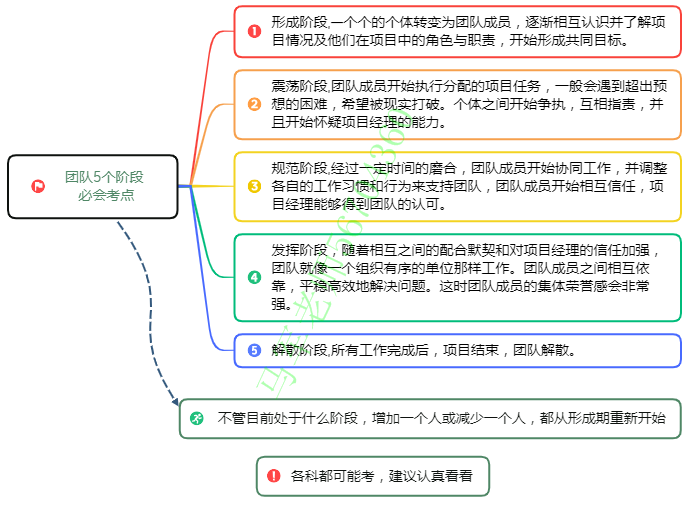 团队5个阶段
必会考点
1 形成阶段,一个个的个体转变为团队成员，逐渐相互认识并了解项
目情况及他们在项目中的角色与职责，开始形成共同目标。
2 震荡阶段,团队成员开始执行分配的项目任务，一般会遇到超出预
想的困难，希望被现实打破。个体之间开始争执，互相指责，并
且开始怀疑项目经理的能力。
3 规范阶段,经过一定时间的磨合，团队成员开始协同工作，并调整
各自的工作习惯和行为来支持团队，团队成员开始相互信任，项
目经理能够得到团队的认可。
4 发挥阶段，随着相互之间的配合默契和对项目经理的信任加强，
团队就像一个组织有序的单位那样工作。团队成员之间相互依
靠，平稳高效地解决问题。这时团队成员的集体荣誉感会非常
强。
5 解散阶段,所有工作完成后，项目结束，团队解散。
不管目前处于什么阶段，增加一个人或减少一个人，都从形成期重新开始
各科都可能考，建议认真看看